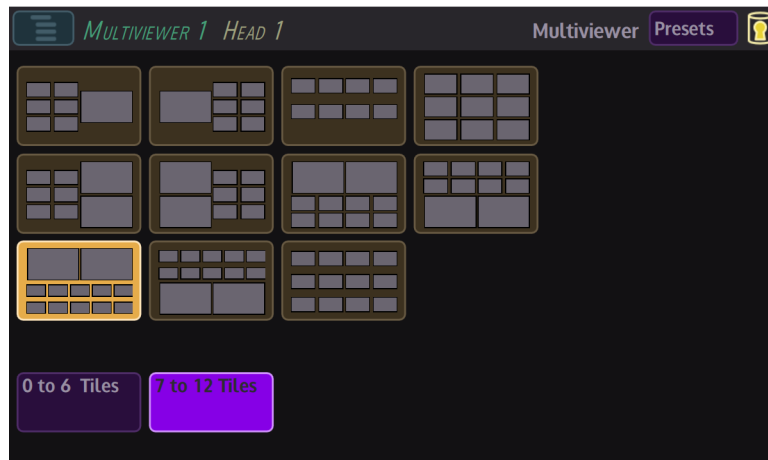 MULTIVIEWER 1 HEAD 1
Multiviewer
Presets
0 to 6 Tiles
7 to 12 Tiles